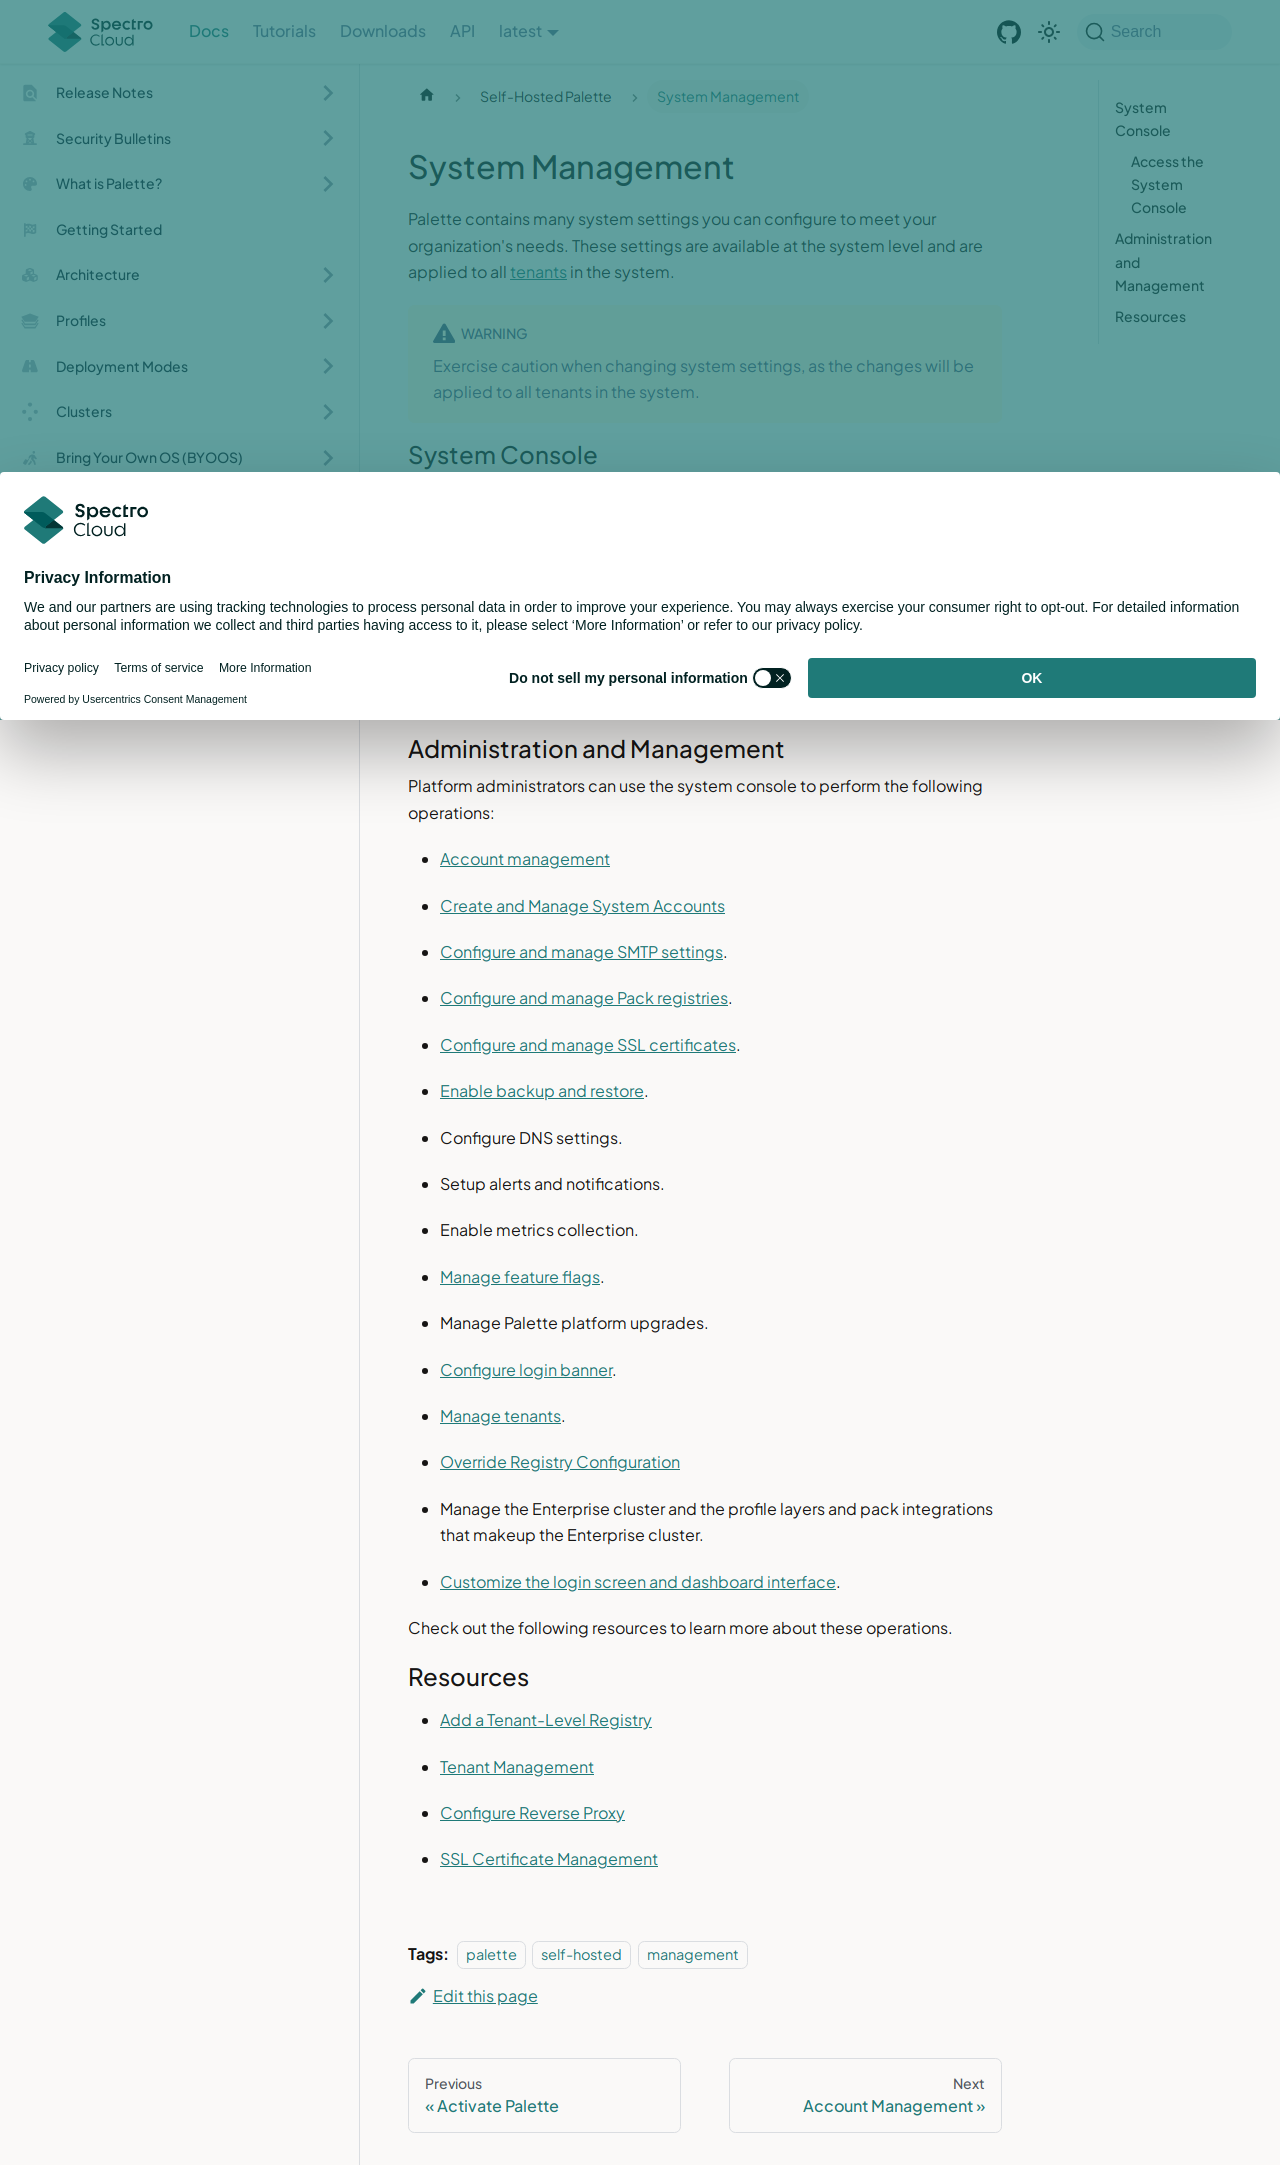 Spectro
Cloud
Docs
Tutorials
Downloads
API
latest
Search
Release Notes
Security Bulletins
What is Palette?
Getting Started
Architecture
Profiles
Deployment Modes
Clusters
Bring Your Own OS (BYOOS)
Self-Hosted Palette
System Management
System
Console
Access the
System
Console
Administration
and
Management
Resources
System Management
Palette contains many system settings you can configure to meet your
organization's needs. These settings are available at the system level and are
applied to all tenants in the system.
WARNING
Exercise caution when changing system settings, as the changes will be
applied to all tenants in the system.
System Console
Spectro
Cloud
Privacy Information
We and our partners are using tracking technologies to process personal data in order to improve your experience. You may always exercise your consumer right to opt-out. For detailed information
about personal information we collect and third parties having access to it, please select ‘More Information’ or refer to our privacy policy.
Privacy policy
Terms of service
More Information
Powered by Usercentrics Consent Management
Do not sell my personal information
OK
Administration and Management
Platform administrators can use the system console to perform the following
operations:
Account management
Create and Manage System Accounts
Configure and manage SMTP settings.
Configure and manage Pack registries.
Configure and manage SSL certificates.
Enable backup and restore.
Configure DNS settings.
Setup alerts and notifications.
Enable metrics collection.
Manage feature flags.
Manage Palette platform upgrades.
Configure login banner.
Manage tenants.
Override Registry Configuration
Manage the Enterprise cluster and the profile layers and pack integrations
that makeup the Enterprise cluster.
Customize the login screen and dashboard interface.
Check out the following resources to learn more about these operations.
Resources
Add a Tenant-Level Registry
Tenant Management
Configure Reverse Proxy
SSL Certificate Management
Tags:
palette
self-hosted
management
Edit this page
Previous
« Activate Palette
Next
Account Management »